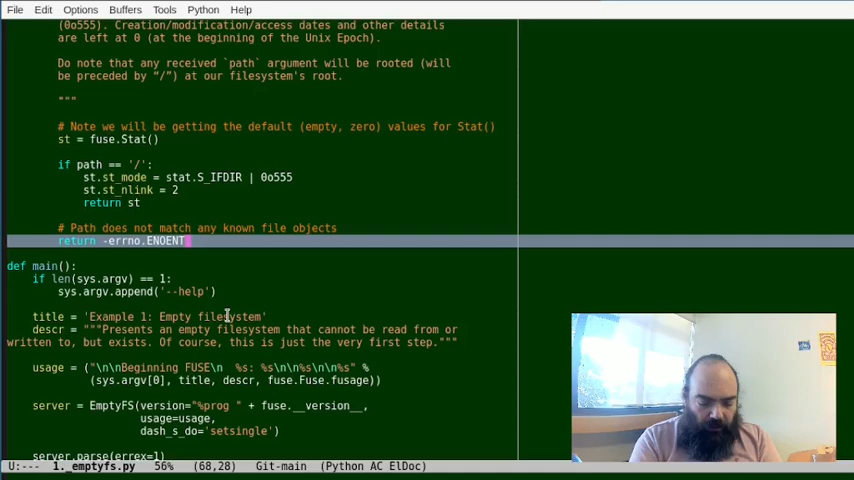 File Edit Options Buffers Tools Python Help
(0o555). Creation/modification/access dates and other details
are left at 0 (at the beginning of the Unix Epoch).
Do note that any received `path` argument will be rooted (will
be preceded by “/”) at our filesystem's root.
"""
# Note we will be getting the default (empty, zero) values for Stat()
st = fuse.Stat()
if path == '/':
st.st_mode = stat.S_IFDIR | 0o555
st.st_nlink = 2
return st
# Path does not match any known file objects
return -errno.ENOENT
def main():
if len(sys.argv) == 1:
sys.argv.append('--help')
title = 'Example 1: Empty filesystem'
descr = """Presents an empty filesystem that cannot be read from or
written to, but exists. Of course, this is just the very first step."""
usage = ("\n\nBeginning FUSE\n  %s: %s\n\n%s\n\n%s" %
(sys.argv[0], title, descr, fuse.Fuse.fusage))
server = EmptyFS(version="%prog " + fuse.__version__,
usage=usage,
dash_s_do='setsingle')
server.parse(errex=1)
U:--- 1._emptyfs.py 56% (68,28) Git-main (Python AC ElDoc)